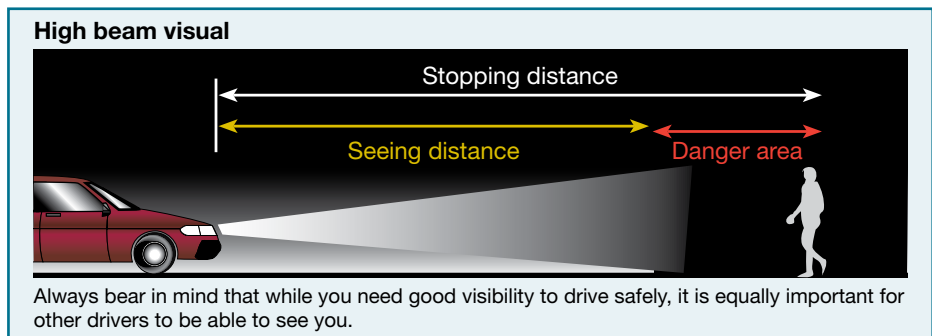 High beam visual
Stopping distance
Seeing distance
Danger area
Always bear in mind that while you need good visibility to drive safely, it is equally important for
other drivers to be able to see you.